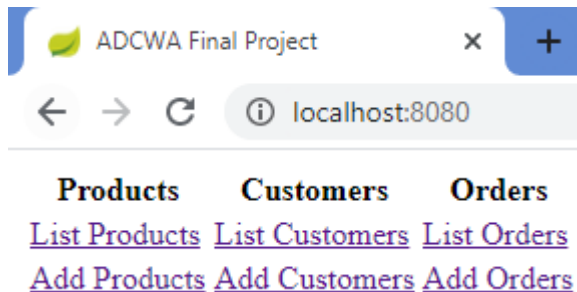 ADCWA Final Project
localhost:8080
Products Customers Orders
List Products List Customers List Orders
Add Products Add Customers Add Orders